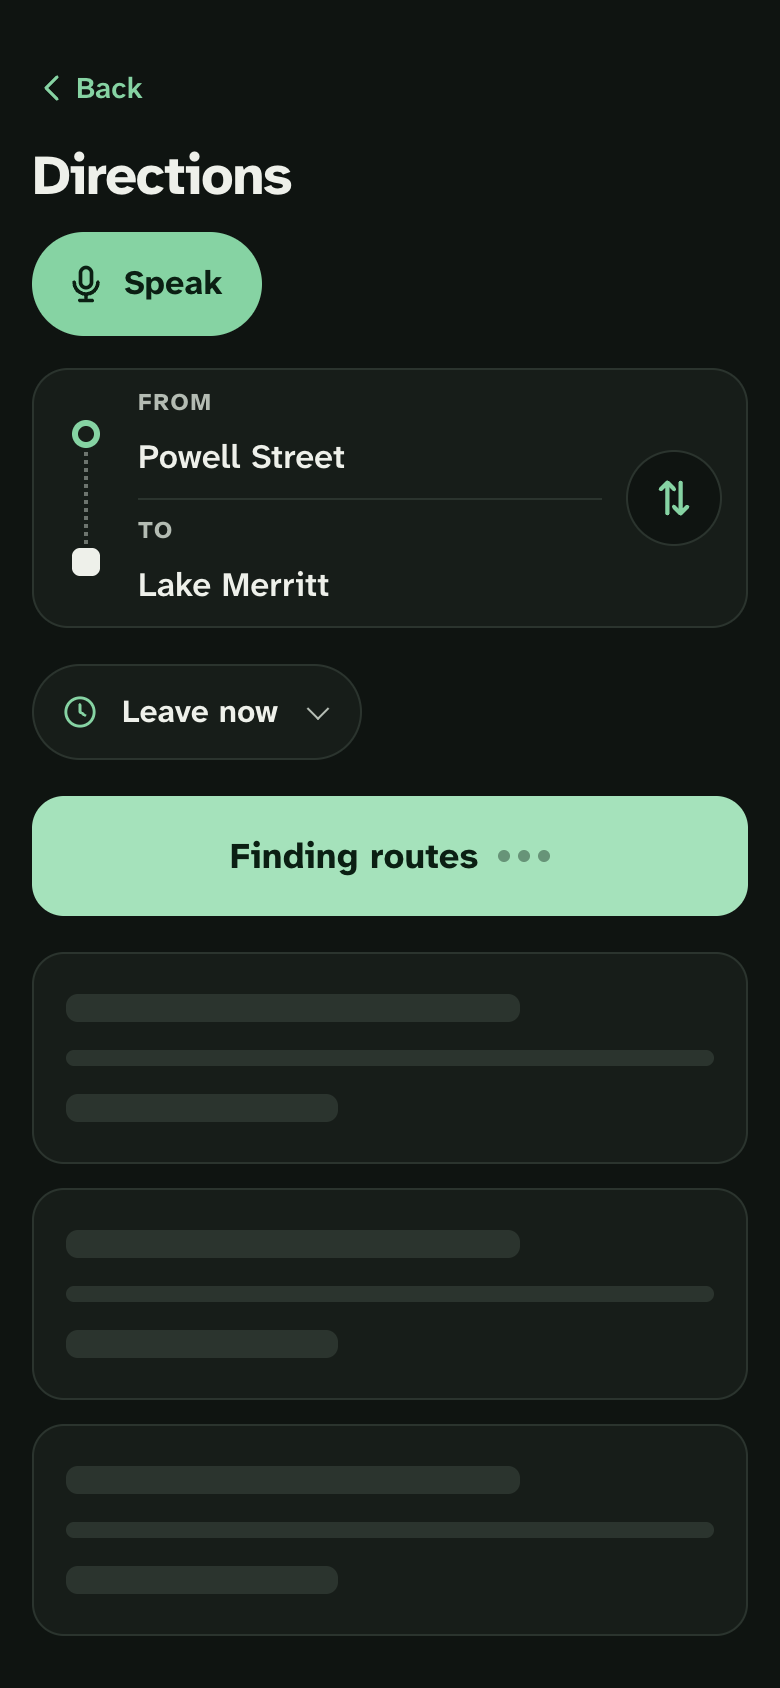 Back
Directions
Speak
FROM
Powell Street
TO
Lake Merritt
Leave now
Finding routes